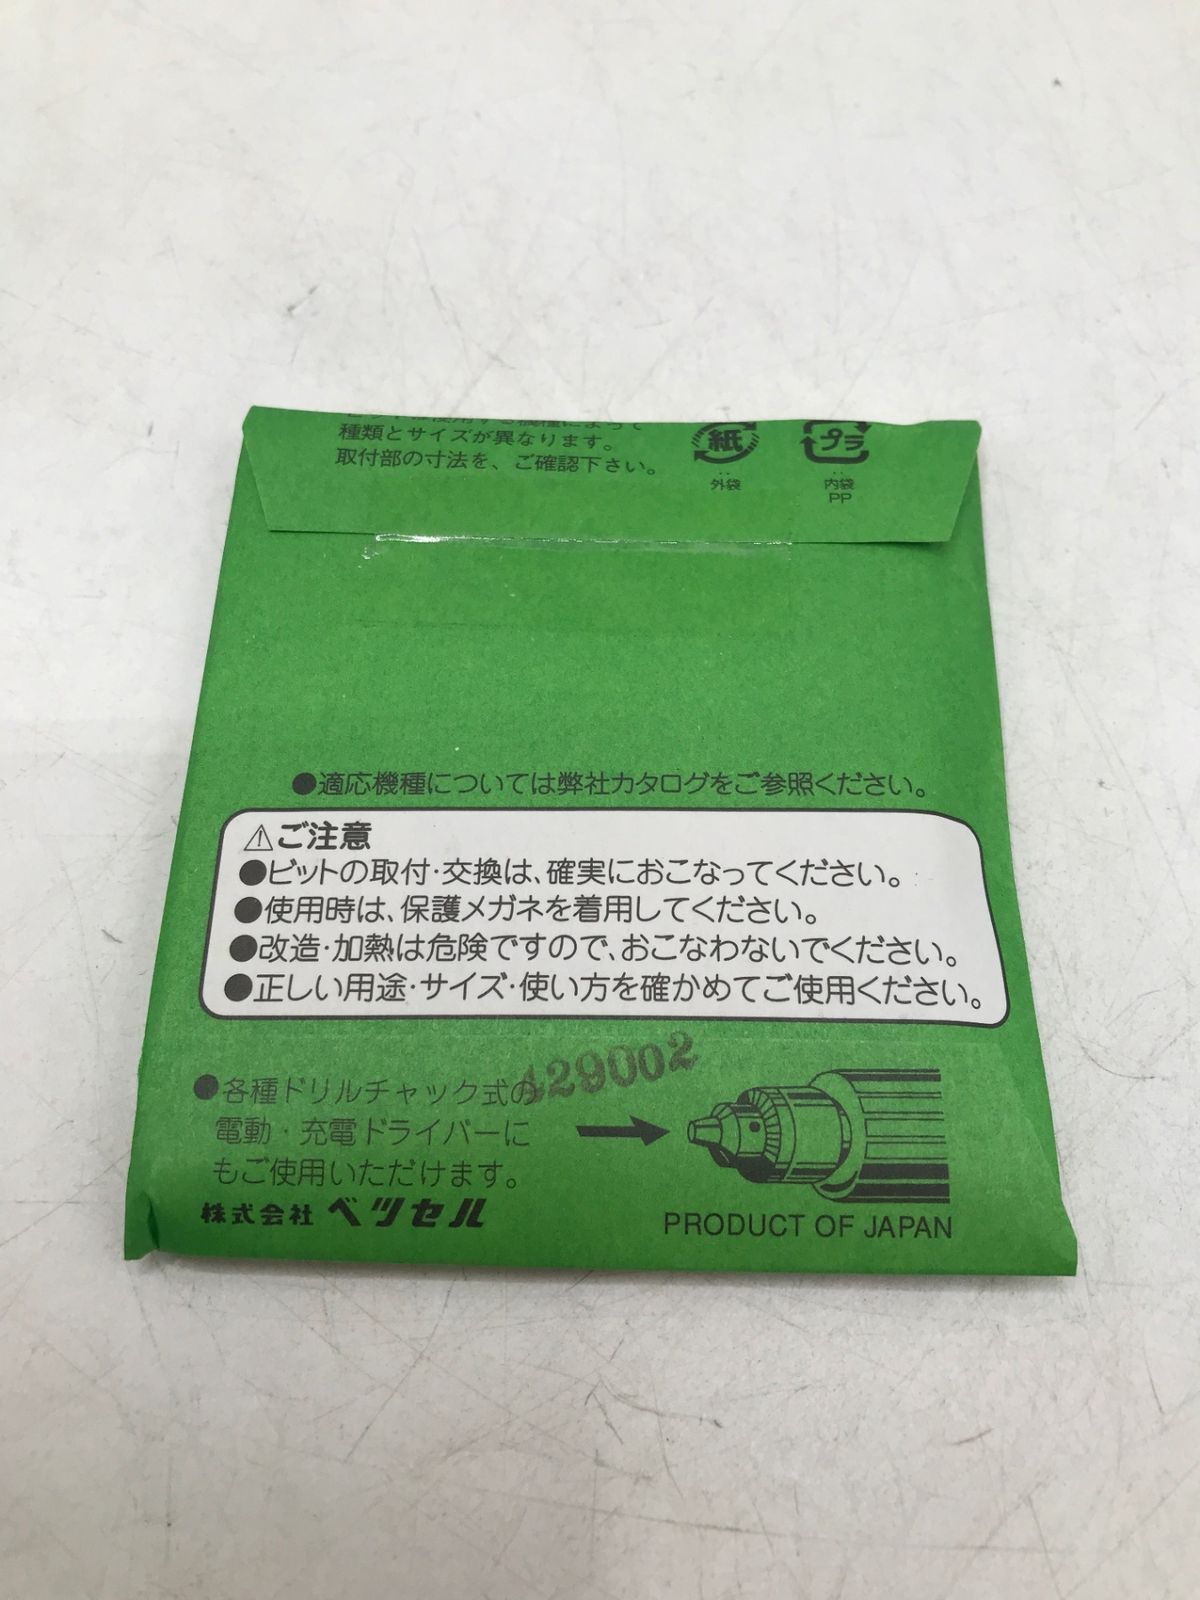 種類とサイズが異なります。
取付部の寸法を、ご確認下さい。
紙
外袋
プラ
内袋
PP
●適応機種については弊社カタログをご参照ください。
⚠ご注意
●ビットの取付・交換は、確実におこなってください。
●使用時は、保護メガネを着用してください。
●改造・加熱は危険ですので、おこなわないでください。
●正しい用途・サイズ・使い方を確かめてご使用ください。
●各種ドリルチャック式の
電動・充電ドライバーに
もご使用いただけます。
株式会社 ベッセル
PRODUCT OF JAPAN